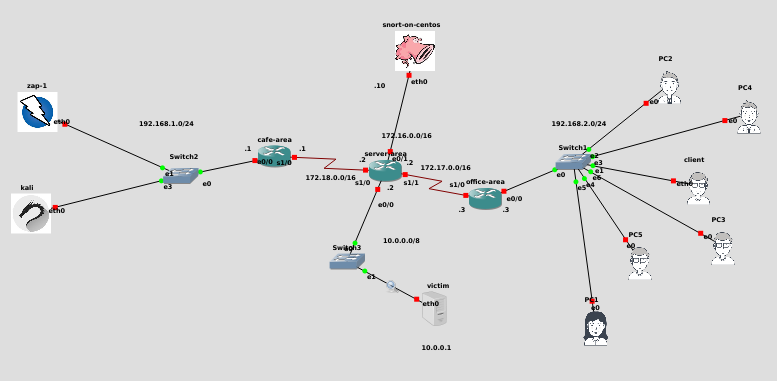 snort-on-centos
eth0
.10
PC2
e0
PC4
e0
zap-1
eth0
192.168.1.0/24
192.168.2.0/24
cafe-area
.1
.1
e0/0
s1/0
172.16.0.0/16
server-area
e0/1
.2
.2
172.17.0.0/16
Switch1
e2
e3
e1
e6
e4
e5
e0
client
eth0
Switch2
e1
e3
e0
172.18.0.0/16
s1/0
s1/1
.2
s1/0
office-area
e0/0
.3
.3
kali
eth0
e0/0
PC3
e0
PC5
e0
10.0.0.0/8
Switch3
e0
e1
victim
eth0
PC1
e0
10.0.0.1